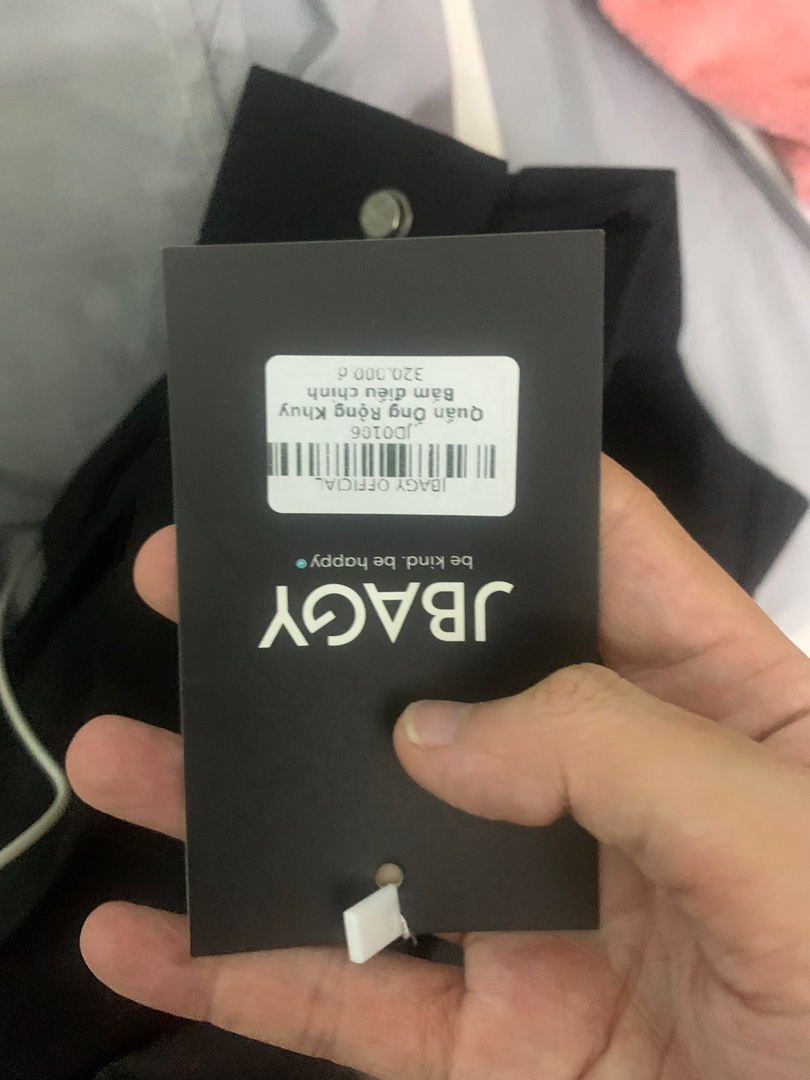 JBAGY
be kind. be happy
JBAGY OFFICIAL
JD0106
Quần Ống Rộng Khuy
Bấm điều chỉnh
320.000 đ